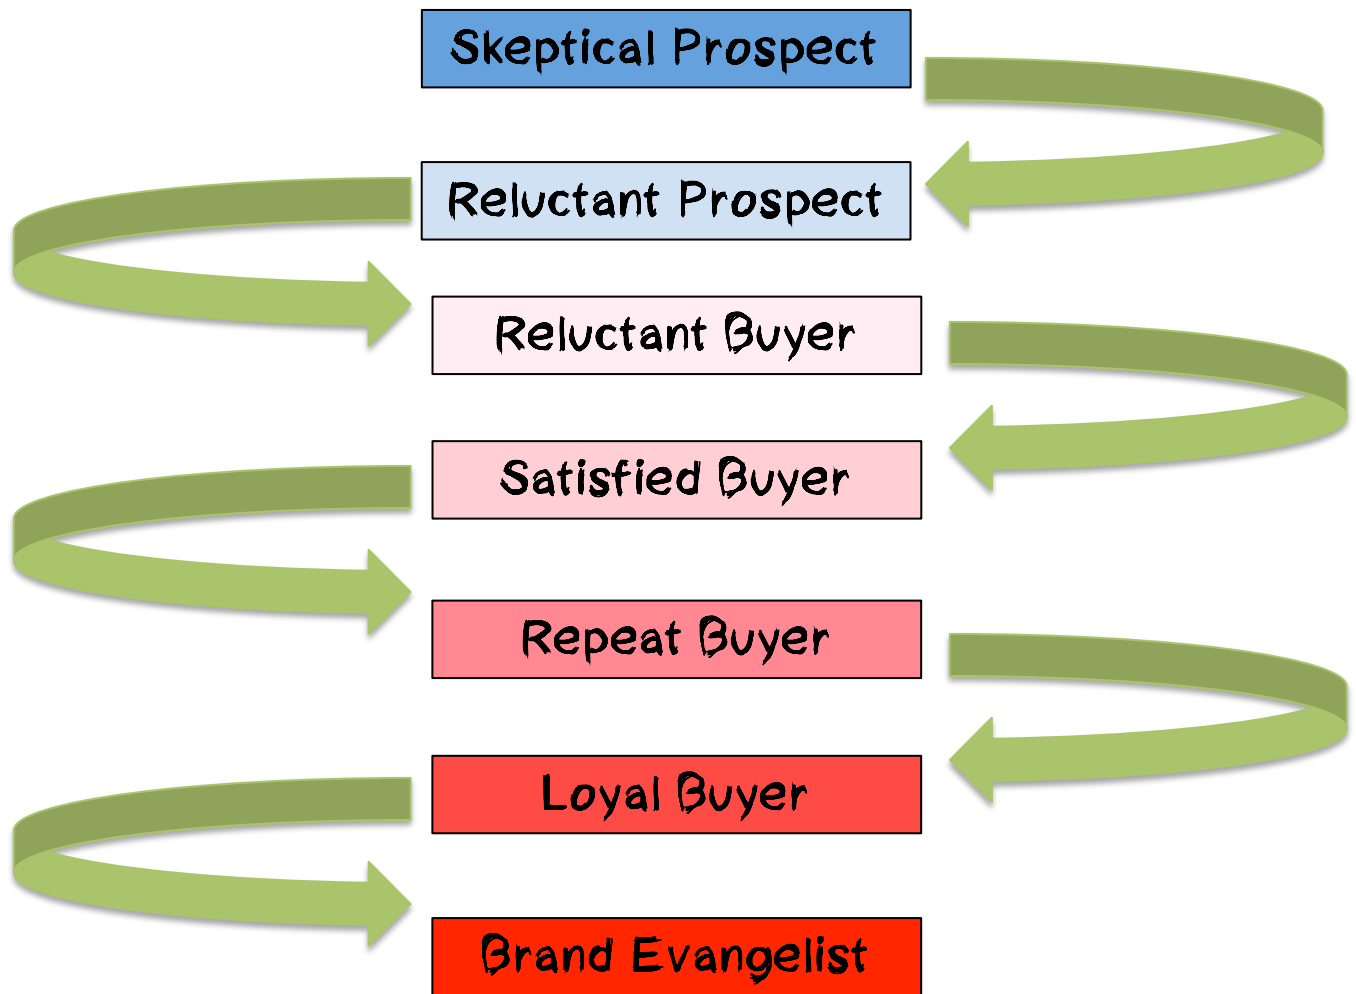 Skeptical Prospect
Reluctant Prospect
Reluctant Buyer
Satisfied Buyer
Repeat Buyer
Loyal Buyer
Brand Evangelist